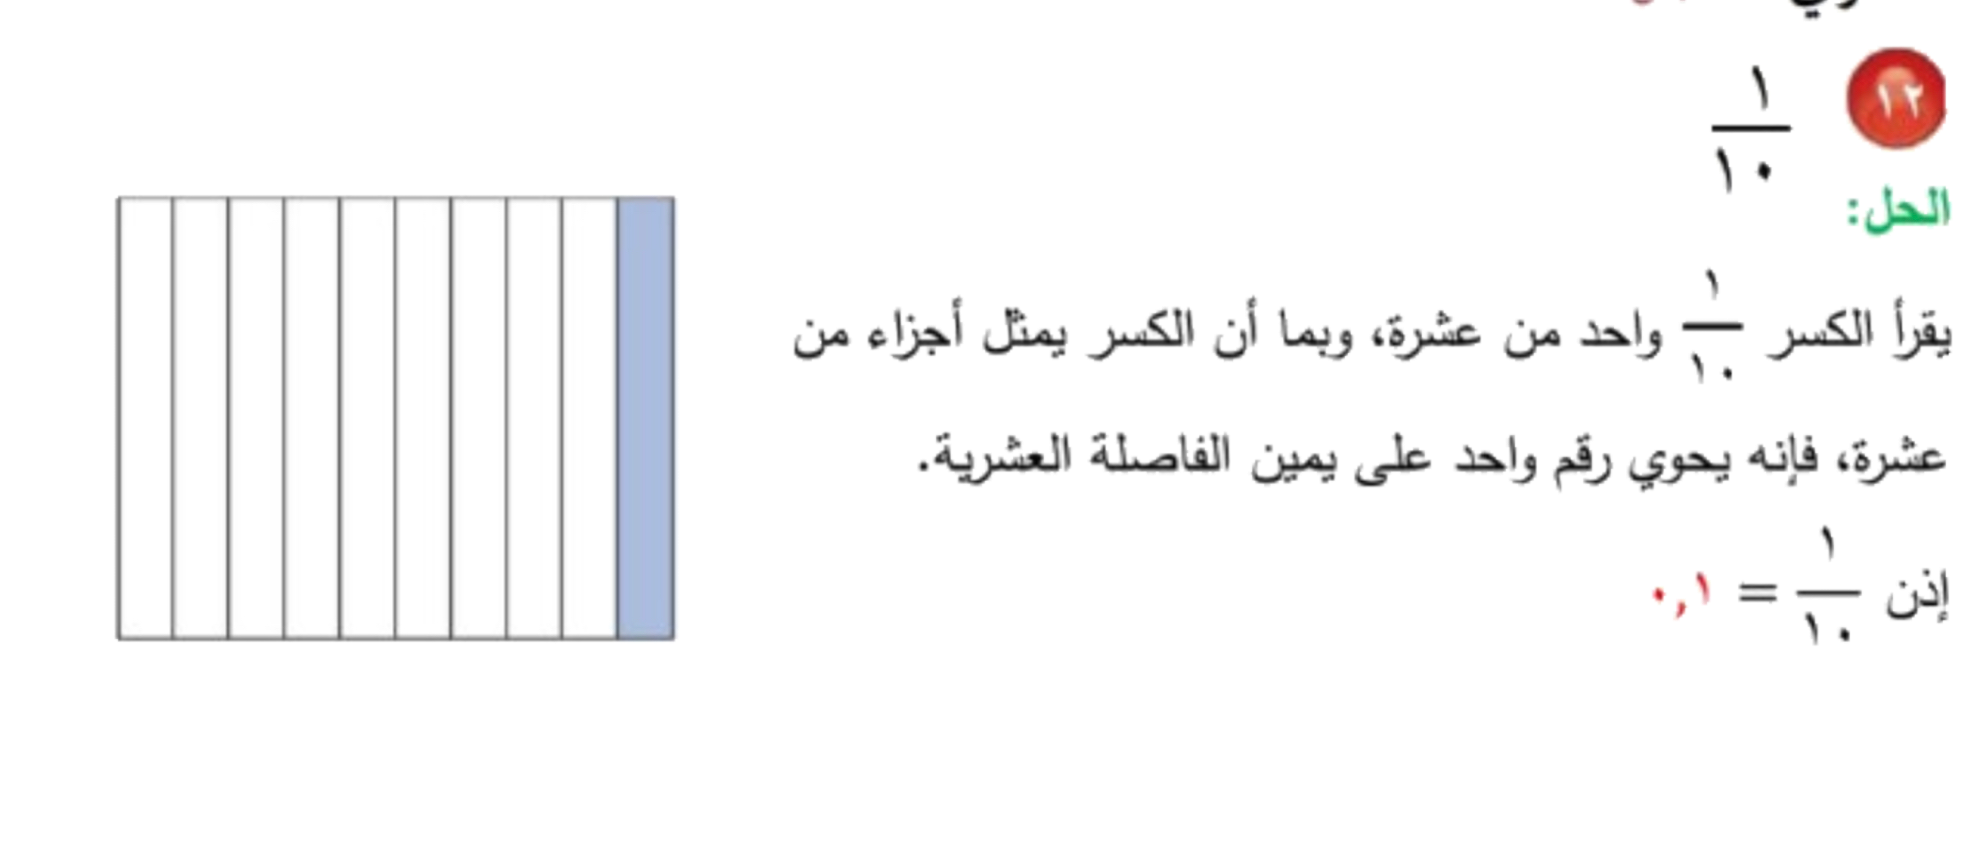 ١٢ ١/١٠
الحل:
يقرأ الكسر ١/١٠ واحد من عشرة، وبما أن الكسر يمثل أجزاء من
عشرة، فإنه يحوي رقم واحد على يمين الفاصلة العشرية.
إذن ١/١٠ = ٠,١